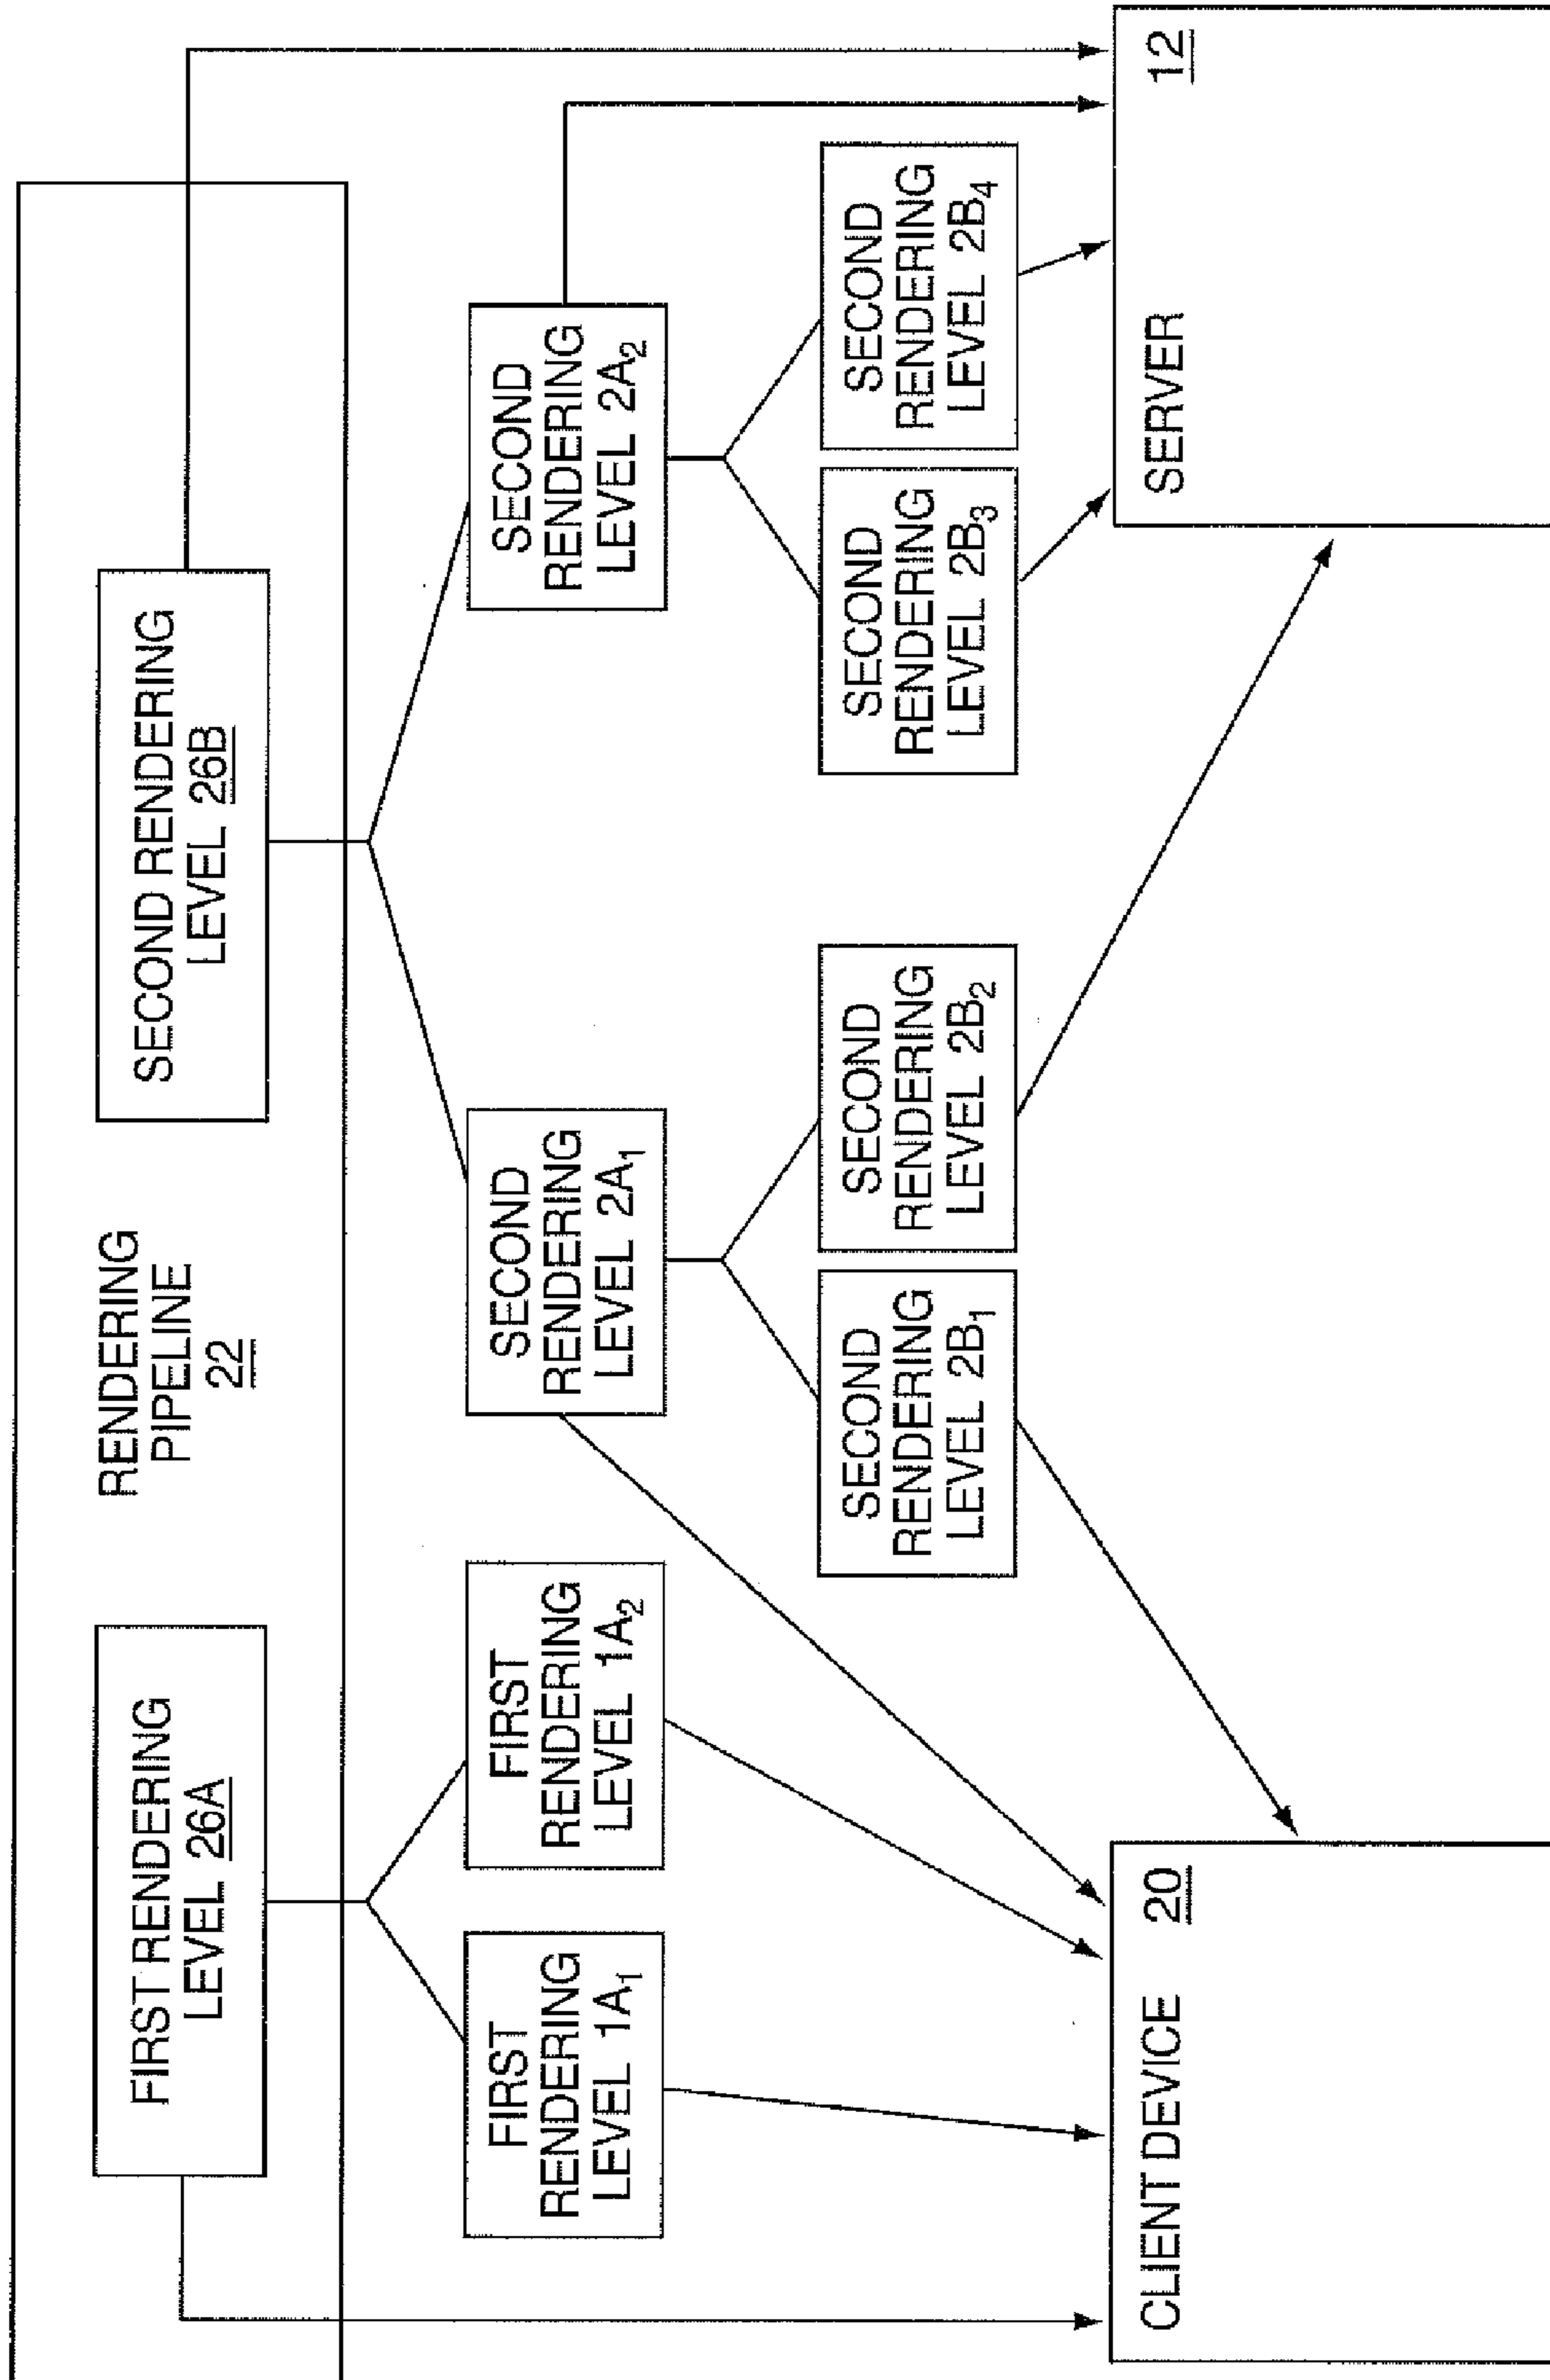 RENDERING
PIPELINE
22
FIRST RENDERING
LEVEL 26A
SECOND RENDERING
LEVEL 26B
FIRST
RENDERING
LEVEL 1A₁
FIRST
RENDERING
LEVEL 1A₂
SECOND
RENDERING
LEVEL 2A₁
SECOND
RENDERING
LEVEL 2A₂
SECOND
RENDERING
LEVEL 2B₁
SECOND
RENDERING
LEVEL 2B₂
SECOND
RENDERING
LEVEL 2B₃
SECOND
RENDERING
LEVEL 2B₄
CLIENT DEVICE 20
SERVER 12